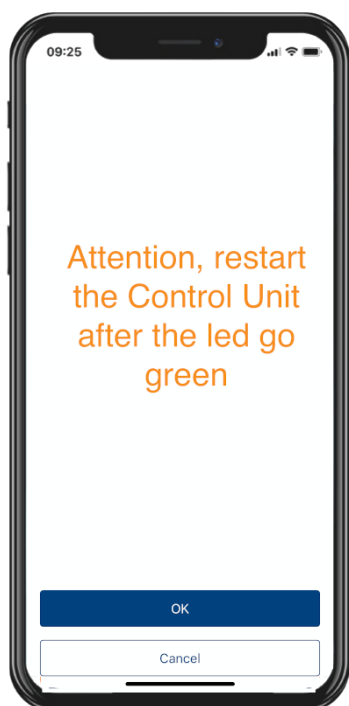 09:25
Attention, restart
the Control Unit
after the led go
green
OK
Cancel